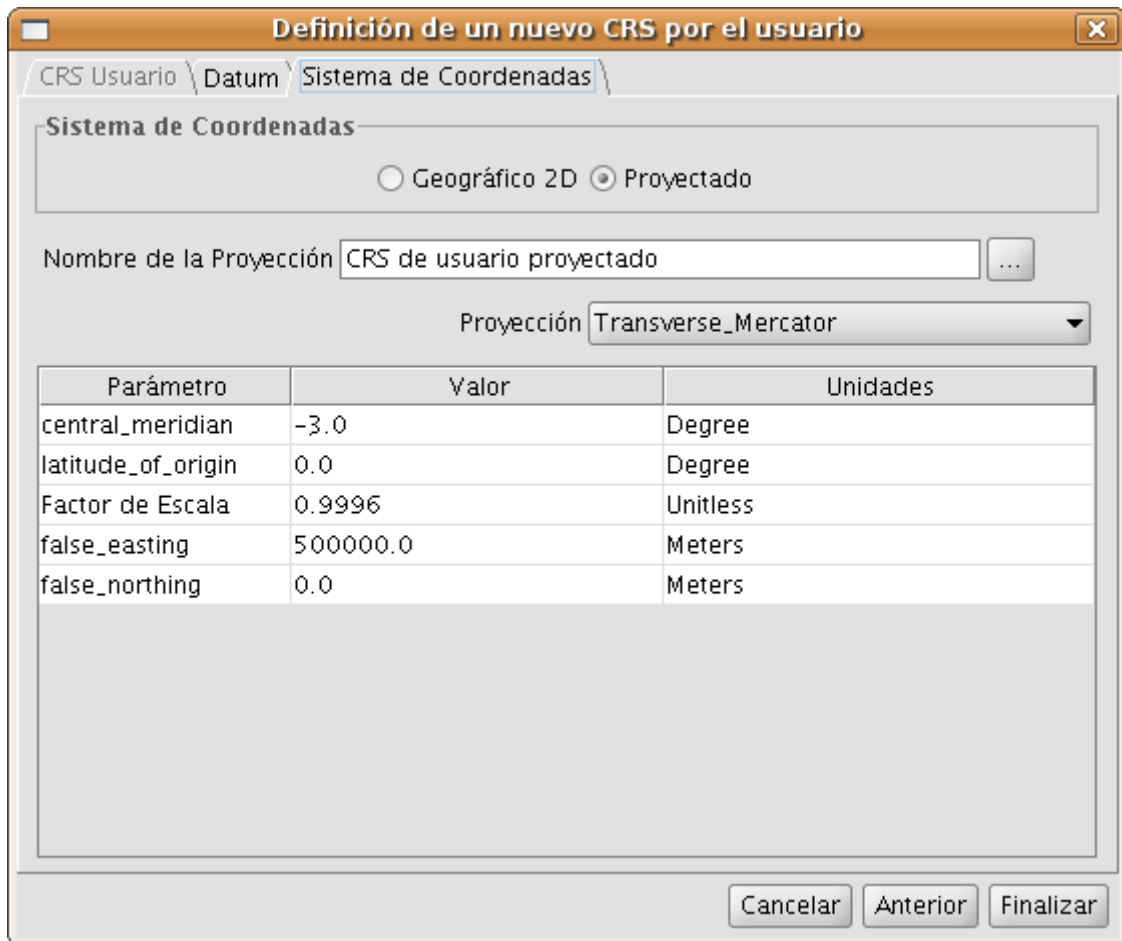 Definición de un nuevo CRS por el usuario
CRS Usuario Datum Sistema de Coordenadas
Sistema de Coordenadas
Geográfico 2D Proyectado
Nombre de la Proyección CRS de usuario proyectado ...
Proyección Transverse_Mercator
Parámetro Valor Unidades
central_meridian -3.0 Degree
latitude_of_origin 0.0 Degree
Factor de Escala 0.9996 Unitless
false_easting 500000.0 Meters
false_northing 0.0 Meters
Cancelar Anterior Finalizar